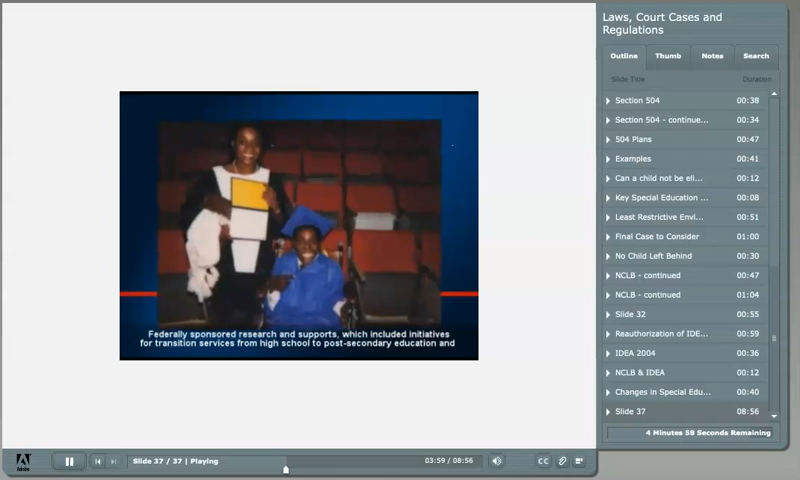 Laws, Court Cases and
Regulations
Outline Thumb Notes Search
Slide Title Duration
Section 504 00:38
Section 504 - continue... 00:34
504 Plans 00:47
Examples 00:41
Can a child not be eli... 00:12
Key Special Education ... 00:08
Least Restrictive Envi... 00:51
Final Case to Consider 01:00
No Child Left Behind 00:30
NCLB - continued 00:47
NCLB - continued 01:04
Slide 32 00:55
Reauthorization of IDE... 00:59
IDEA 2004 00:36
NCLB & IDEA 00:12
Changes in Special Edu... 00:40
Slide 37 08:56
4 Minutes 58 Seconds Remaining
Federally sponsored research and supports, which included initiatives
for transition services from high school to post-secondary education and
Adobe
Slide 37 / 37 | Playing 03:59 / 08:56 CC